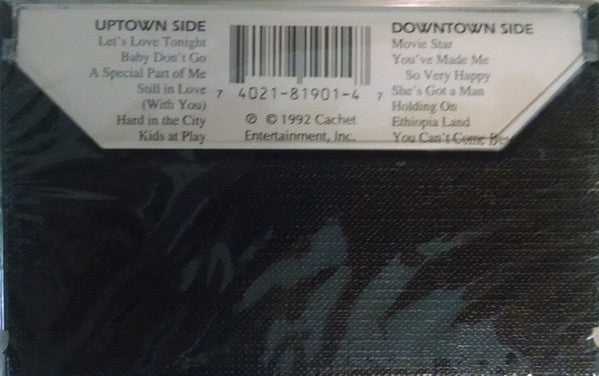 UPTOWN SIDE
Let's Love Tonight
Baby Don't Go
A Special Part of Me
Still in Love
(With You)
Hard in the City
Kids at Play
7 4021-81901-4 7
℗ © 1992 Cachet
Entertainment, Inc.
DOWNTOWN SIDE
Movie Star
You've Made Me
So Very Happy
She's Got a Man
Holding On
Ethiopia Land
You Can't Come